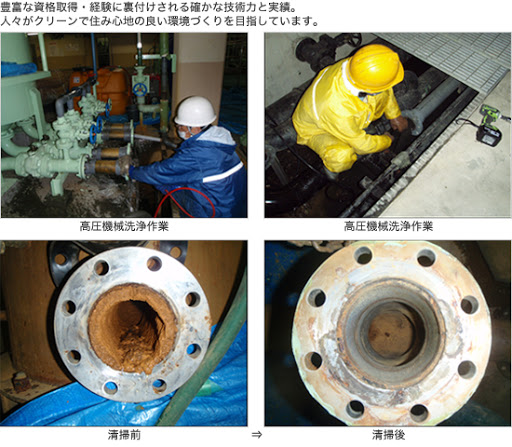 豊富な資格取得・経験に裏付けされる確かな技術力と実績。
人々がクリーンで住み心地の良い環境づくりを目指しています。
高圧機械洗浄作業
高圧機械洗浄作業
清掃前 ⇒ 清掃後